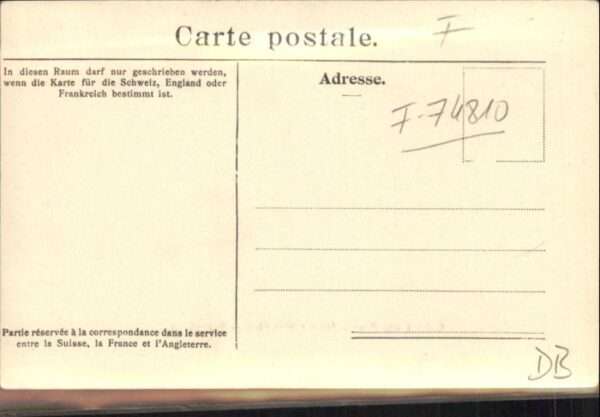 F
Carte postale.
In diesen Raum darf nur geschrieben werden,
wenn die Karte für die Schweiz, England oder
Frankreich bestimmt ist.
Adresse.
F-74810
Partie réservée à la correspondance dans le service
entre la Suisse, la France et l'Angleterre.
DB